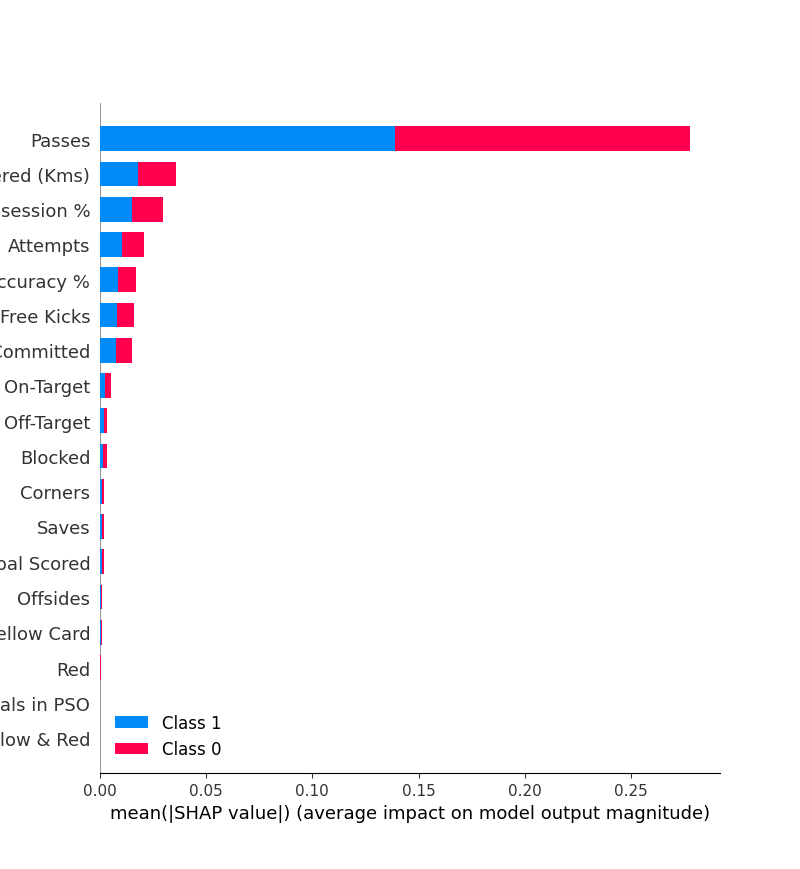 Passes
ered (Kms)
session %
Attempts
ccuracy %
Free Kicks
Committed
On-Target
Off-Target
Blocked
Corners
Saves
oal Scored
Offsides
ellow Card
Red
als in PSO
low & Red
Class 1
Class 0
0.00 0.05 0.10 0.15 0.20 0.25
mean(|SHAP value|) (average impact on model output magnitude)